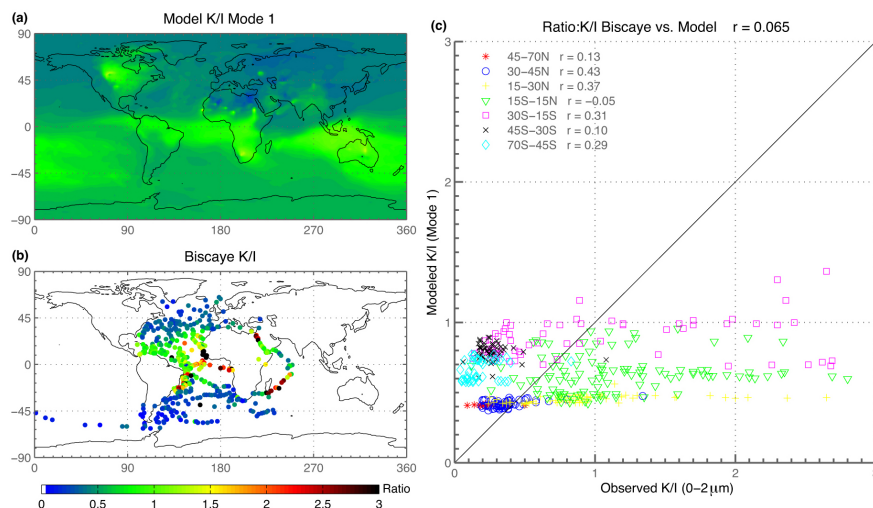 (a)
Model K/I Mode 1
90
45
0
−45
−90
0
90
180
270
360
(b)
Biscaye K/I
90
45
0
−45
−90
0
90
180
270
360
0
0.5
1
1.5
2
2.5
3
Ratio
(c)
Ratio:K/I Biscaye vs. Model r = 0.065
45−70N r = 0.13
30−45N r = 0.43
15−30N r = 0.37
15S−15N r = −0.05
30S−15S r = 0.31
45S−30S r = 0.10
70S−45S r = 0.29
Modeled K/I (Mode 1)
3
2
1
0
1
2
Observed K/I (0−2μm)